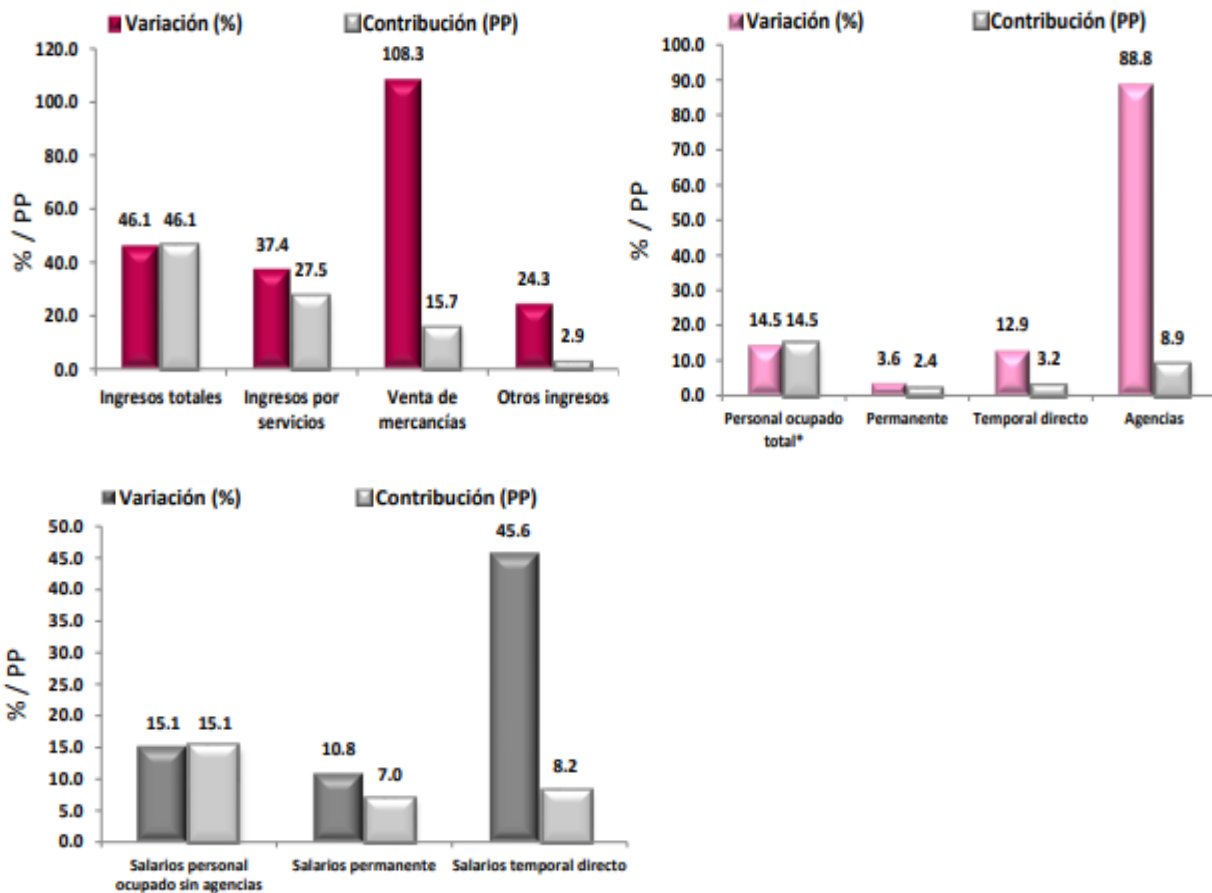 Variación (%) Contribución (PP)
% / PP
120.0
100.0
80.0
60.0
40.0
20.0
0.0
46.1 46.1
37.4 27.5
108.3 15.7
24.3 2.9
Ingresos totales
Ingresos por
servicios
Venta de
mercancías
Otros ingresos
Variación (%) Contribución (PP)
% / PP
100.0
90.0
80.0
70.0
60.0
50.0
40.0
30.0
20.0
10.0
0.0
14.5 14.5
3.6 2.4
12.9 3.2
88.8 8.9
Personal ocupado
total*
Permanente
Temporal directo
Agencias
Variación (%) Contribución (PP)
% / PP
50.0
45.0
40.0
35.0
30.0
25.0
20.0
15.0
10.0
5.0
0.0
15.1 15.1
10.8 7.0
45.6 8.2
Salarios personal
ocupado sin agencias
Salarios permanente
Salarios temporal directo